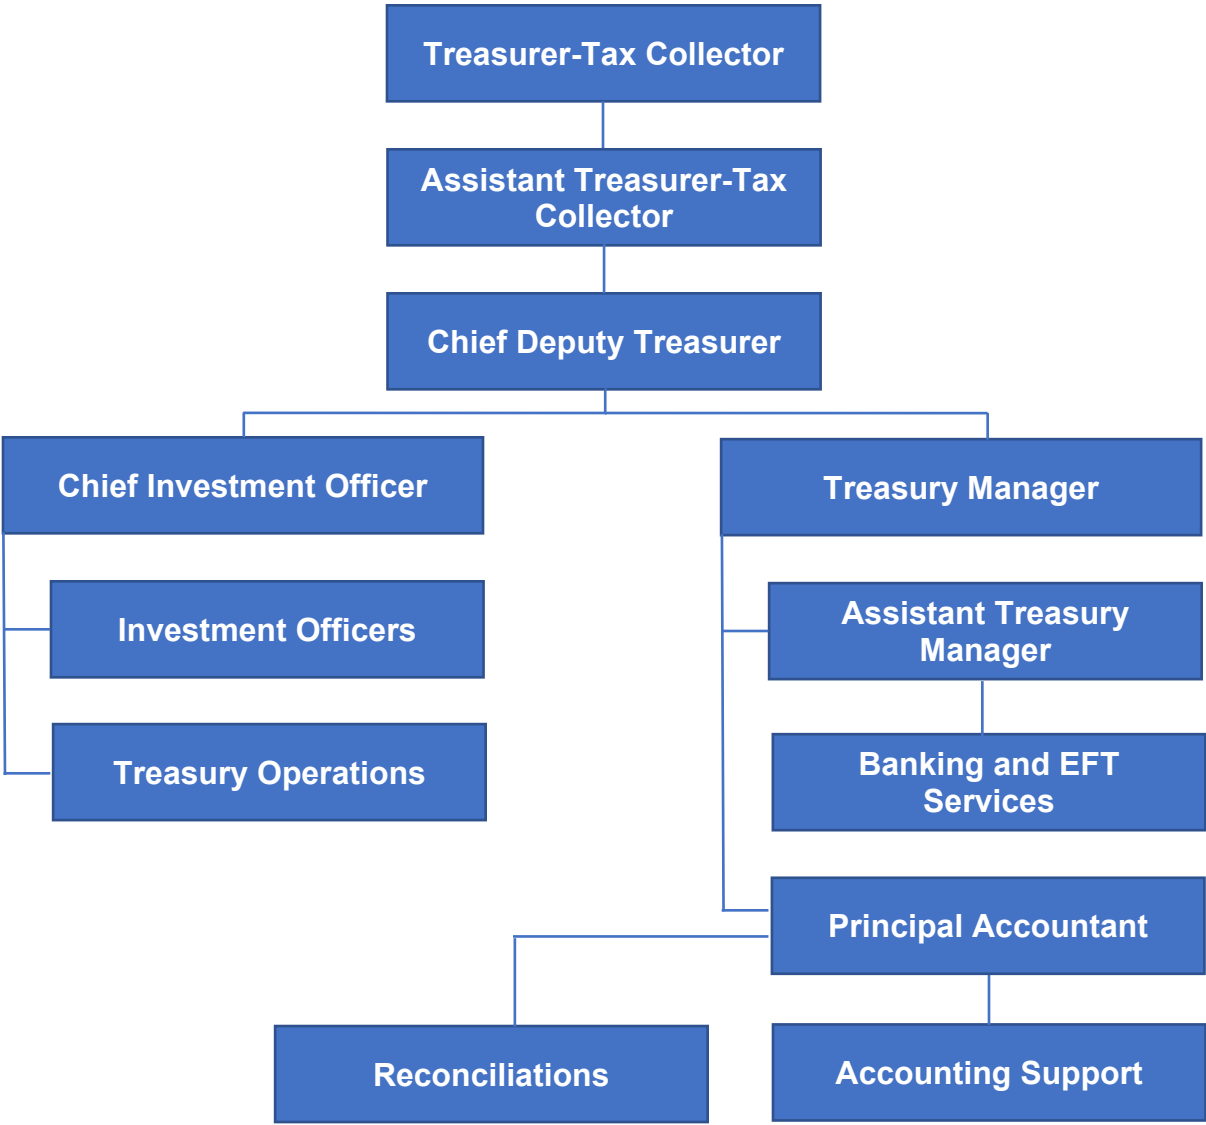 Treasurer-Tax Collector
Assistant Treasurer-Tax
Collector
Chief Deputy Treasurer
Chief Investment Officer
Treasury Manager
Investment Officers
Assistant Treasury
Manager
Treasury Operations
Banking and EFT
Services
Principal Accountant
Reconciliations
Accounting Support